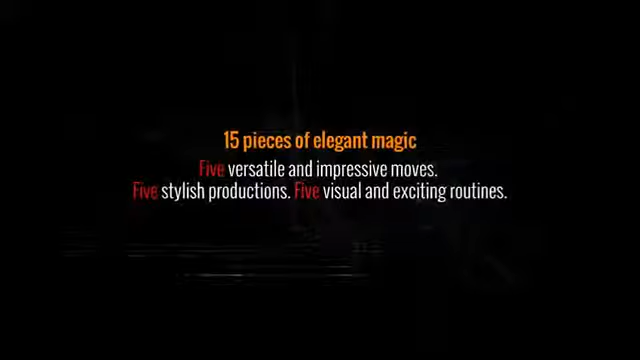 15 pieces of elegant magic
Five versatile and impressive moves.
Five stylish productions. Five visual and exciting routines.